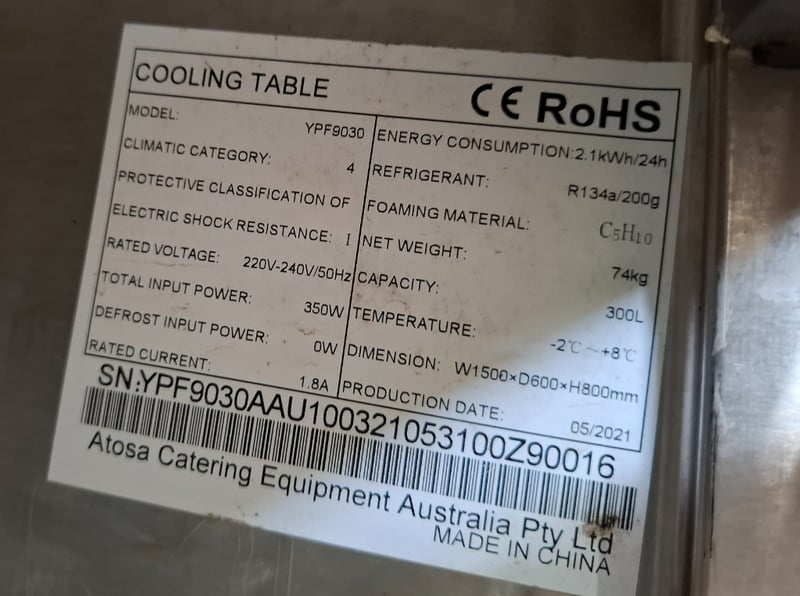 COOLING TABLE
CE RoHS
MODEL: YPF9030
CLIMATIC CATEGORY: 4
PROTECTIVE CLASSIFICATION OF
ELECTRIC SHOCK RESISTANCE: I
RATED VOLTAGE: 220V-240V/50Hz
TOTAL INPUT POWER: 350W
DEFROST INPUT POWER: 0W
RATED CURRENT: 1.8A
ENERGY CONSUMPTION:2.1kWh/24h
REFRIGERANT: R134a/200g
FOAMING MATERIAL: C₅H₁₀
NET WEIGHT: 74kg
CAPACITY: 300L
TEMPERATURE: -2℃～+8℃
DIMENSION: W1500×D600×H800mm
PRODUCTION DATE: 05/2021
SN:YPF9030AAU100321053100Z90016
Atosa Catering Equipment Australia Pty Ltd
MADE IN CHINA